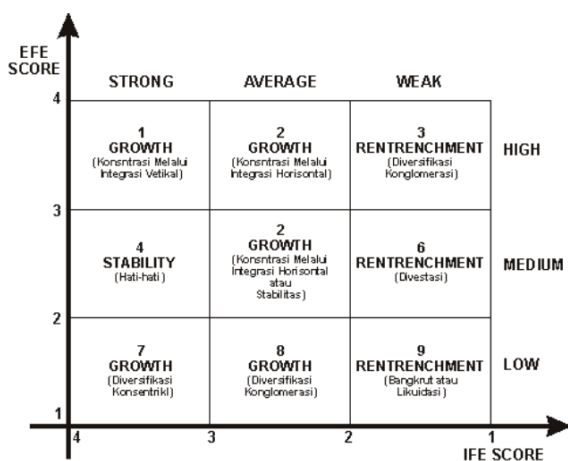 EFE
SCORE
STRONG
AVERAGE
WEAK
4
1
GROWTH
(Konsntrasi Melalui
Integrasi Vetikal)
2
GROWTH
(Konsntrasi Melalui
Integrasi Horisontal)
3
RENTRENCHMENT
(Diversifikasi
Konglomerasi)
HIGH
3
4
STABILITY
(Hati-hati)
2
GROWTH
(Konsntrasi Melalui
Integrasi Horisontal
atau
Stabilitas)
6
RENTRENCHMENT
(Divestasi)
MEDIUM
2
7
GROWTH
(Diversifikasi
Konsentrikl)
8
GROWTH
(Diversifikasi
Konglomerasi)
9
RENTRENCHMENT
(Bangkrut atau
Likuidasi)
LOW
1
4
3
2
1
IFE SCORE